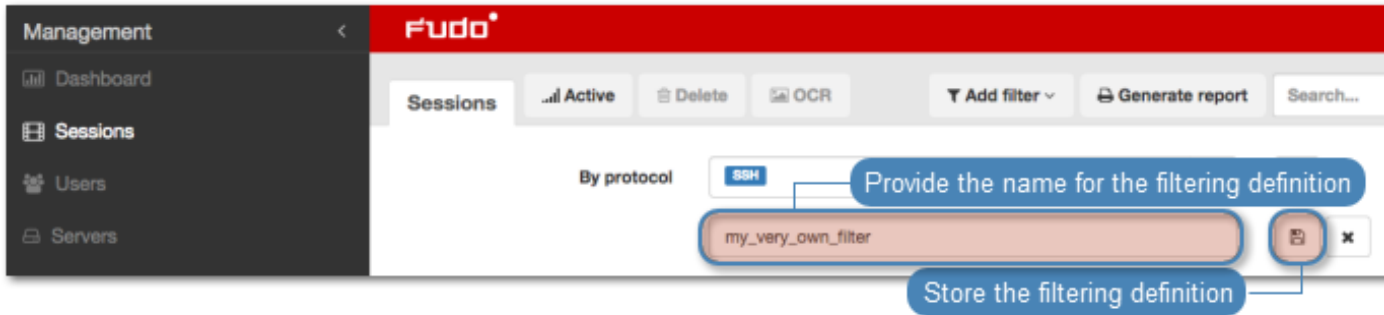 Management
Dashboard
Sessions
Users
Servers
Fudo
Sessions Active Delete OCR Add filter Generate report Search...
By protocol SSH
Provide the name for the filtering definition
my_very_own_filter
Store the filtering definition